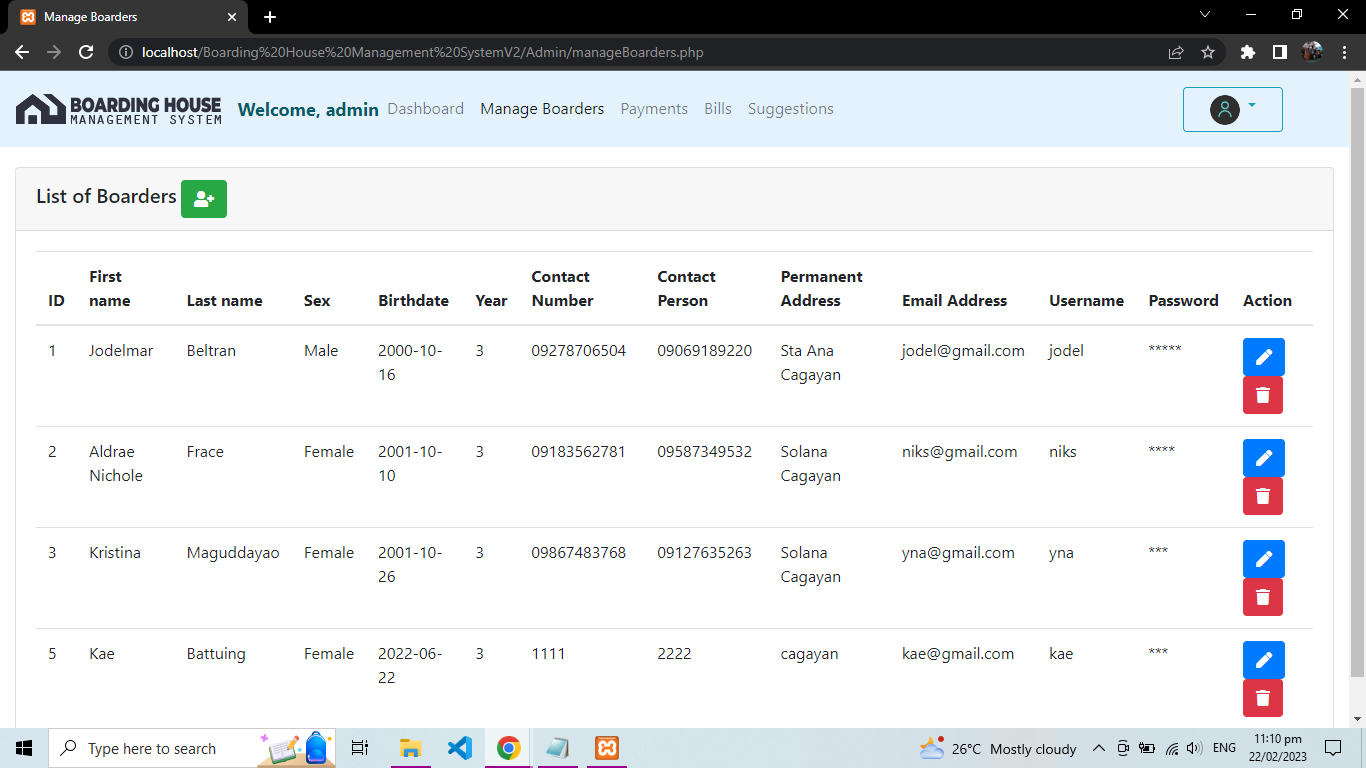 Manage Boarders
localhost/Boarding%20House%20Management%20SystemV2/Admin/manageBoarders.php
BOARDING HOUSE
MANAGEMENT SYSTEM
Welcome, admin Dashboard Manage Boarders Payments Bills Suggestions
List of Boarders
ID First name Last name Sex Birthdate Year Contact Number Contact Person Permanent Address Email Address Username Password Action
1 Jodelmar Beltran Male 2000-10-16 3 09278706504 09069189220 Sta Ana Cagayan jodel@gmail.com jodel *****
2 Aldrae Nichole Frace Female 2001-10-10 3 09183562781 09587349532 Solana Cagayan niks@gmail.com niks ****
3 Kristina Maguddayao Female 2001-10-26 3 09867483768 09127635263 Solana Cagayan yna@gmail.com yna ***
5 Kae Battuing Female 2022-06-22 3 1111 2222 cagayan kae@gmail.com kae ***
Type here to search
26°C Mostly cloudy
ENG
11:10 pm
22/02/2023